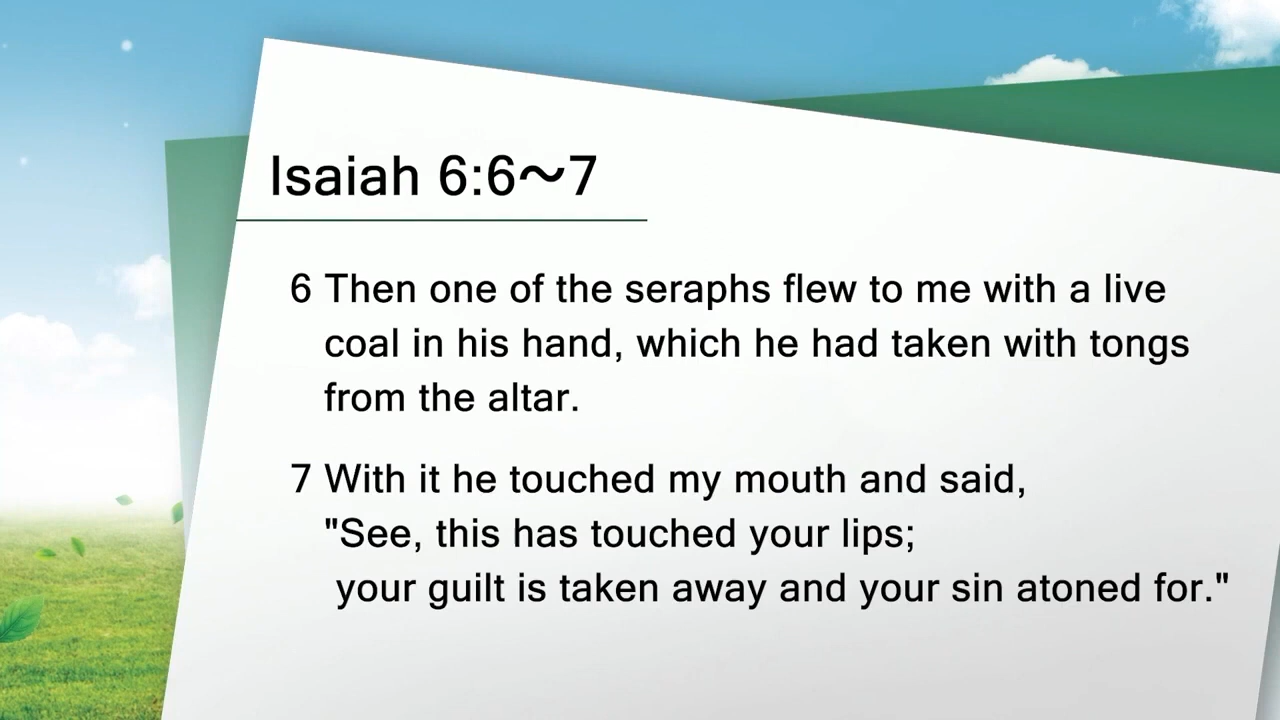 Isaiah 6:6~7
6 Then one of the seraphs flew to me with a live
coal in his hand, which he had taken with tongs
from the altar.
7 With it he touched my mouth and said,
"See, this has touched your lips;
your guilt is taken away and your sin atoned for."